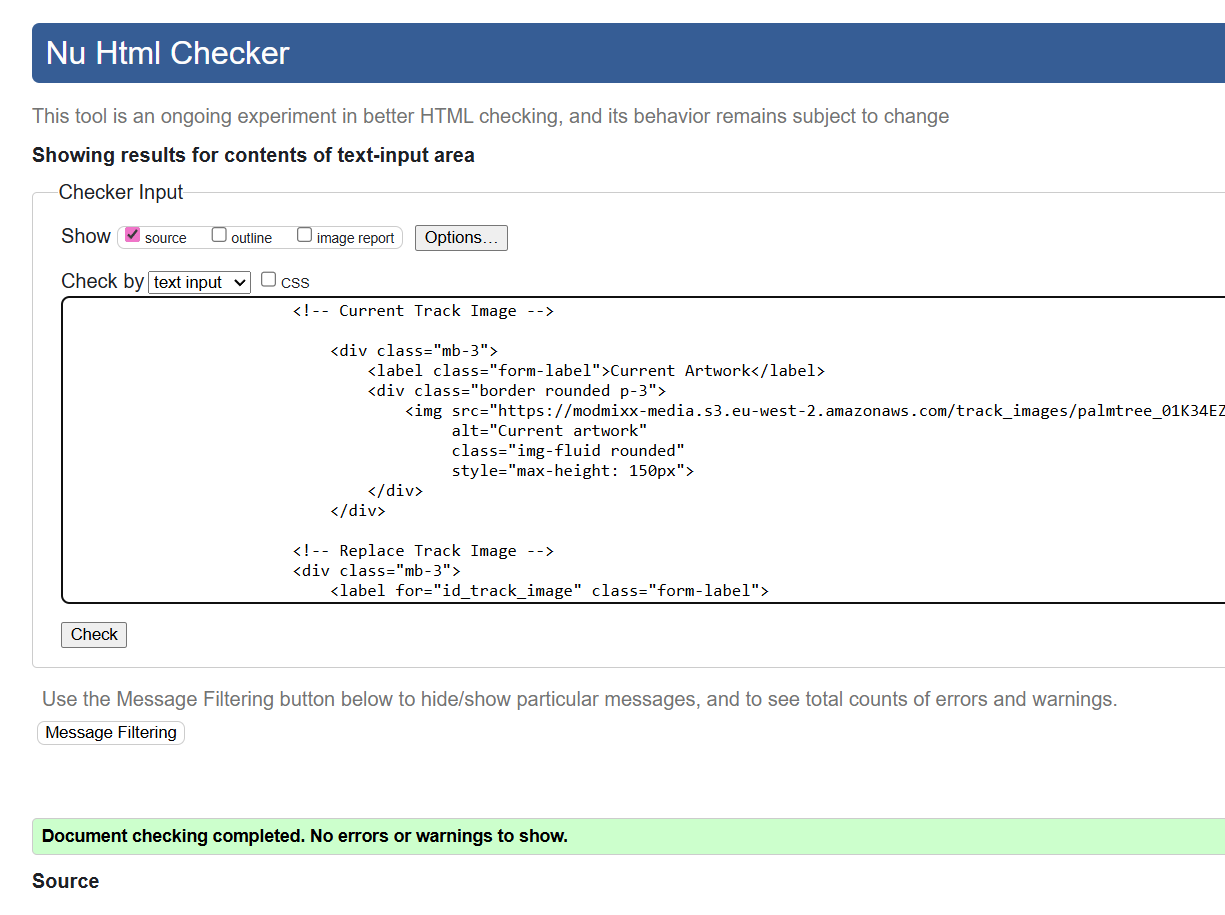 Nu Html Checker
This tool is an ongoing experiment in better HTML checking, and its behavior remains subject to change
Showing results for contents of text-input area
Checker Input
Show source outline image report Options…
Check by text input CSS
<!-- Current Track Image -->
<div class="mb-3">
<label class="form-label">Current Artwork</label>
<div class="border rounded p-3">
<img src="https://modmixx-media.s3.eu-west-2.amazonaws.com/track_images/palmtree_01K34EZ
alt="Current artwork"
class="img-fluid rounded"
style="max-height: 150px">
</div>
</div>
<!-- Replace Track Image -->
<div class="mb-3">
<label for="id_track_image" class="form-label">
Check
Use the Message Filtering button below to hide/show particular messages, and to see total counts of errors and warnings.
Message Filtering
Document checking completed. No errors or warnings to show.
Source